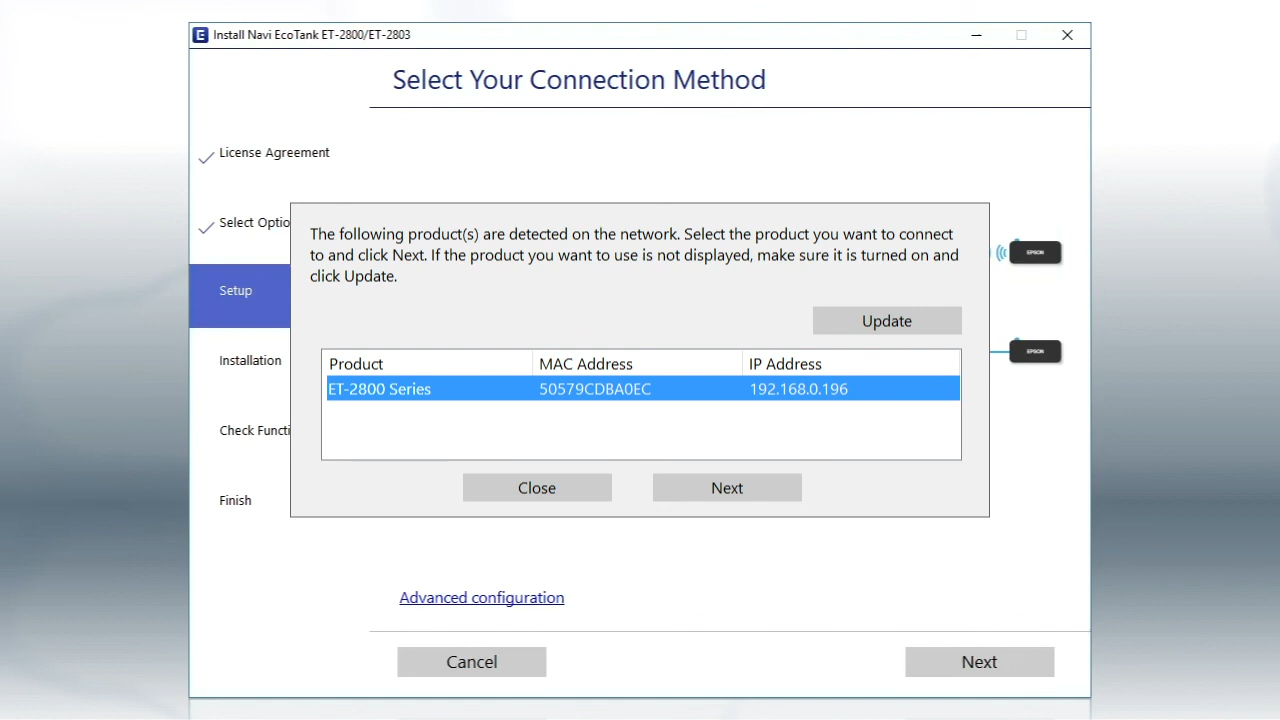 Install Navi EcoTank ET-2800/ET-2803
Select Your Connection Method
License Agreement
Select Optio
Setup
Installation
Check Functi
Finish
The following product(s) are detected on the network. Select the product you want to connect
to and click Next. If the product you want to use is not displayed, make sure it is turned on and
click Update.
Update
Product MAC Address IP Address
ET-2800 Series 50579CDBA0EC 192.168.0.196
Close Next
EPSON
EPSON
Advanced configuration
Cancel Next